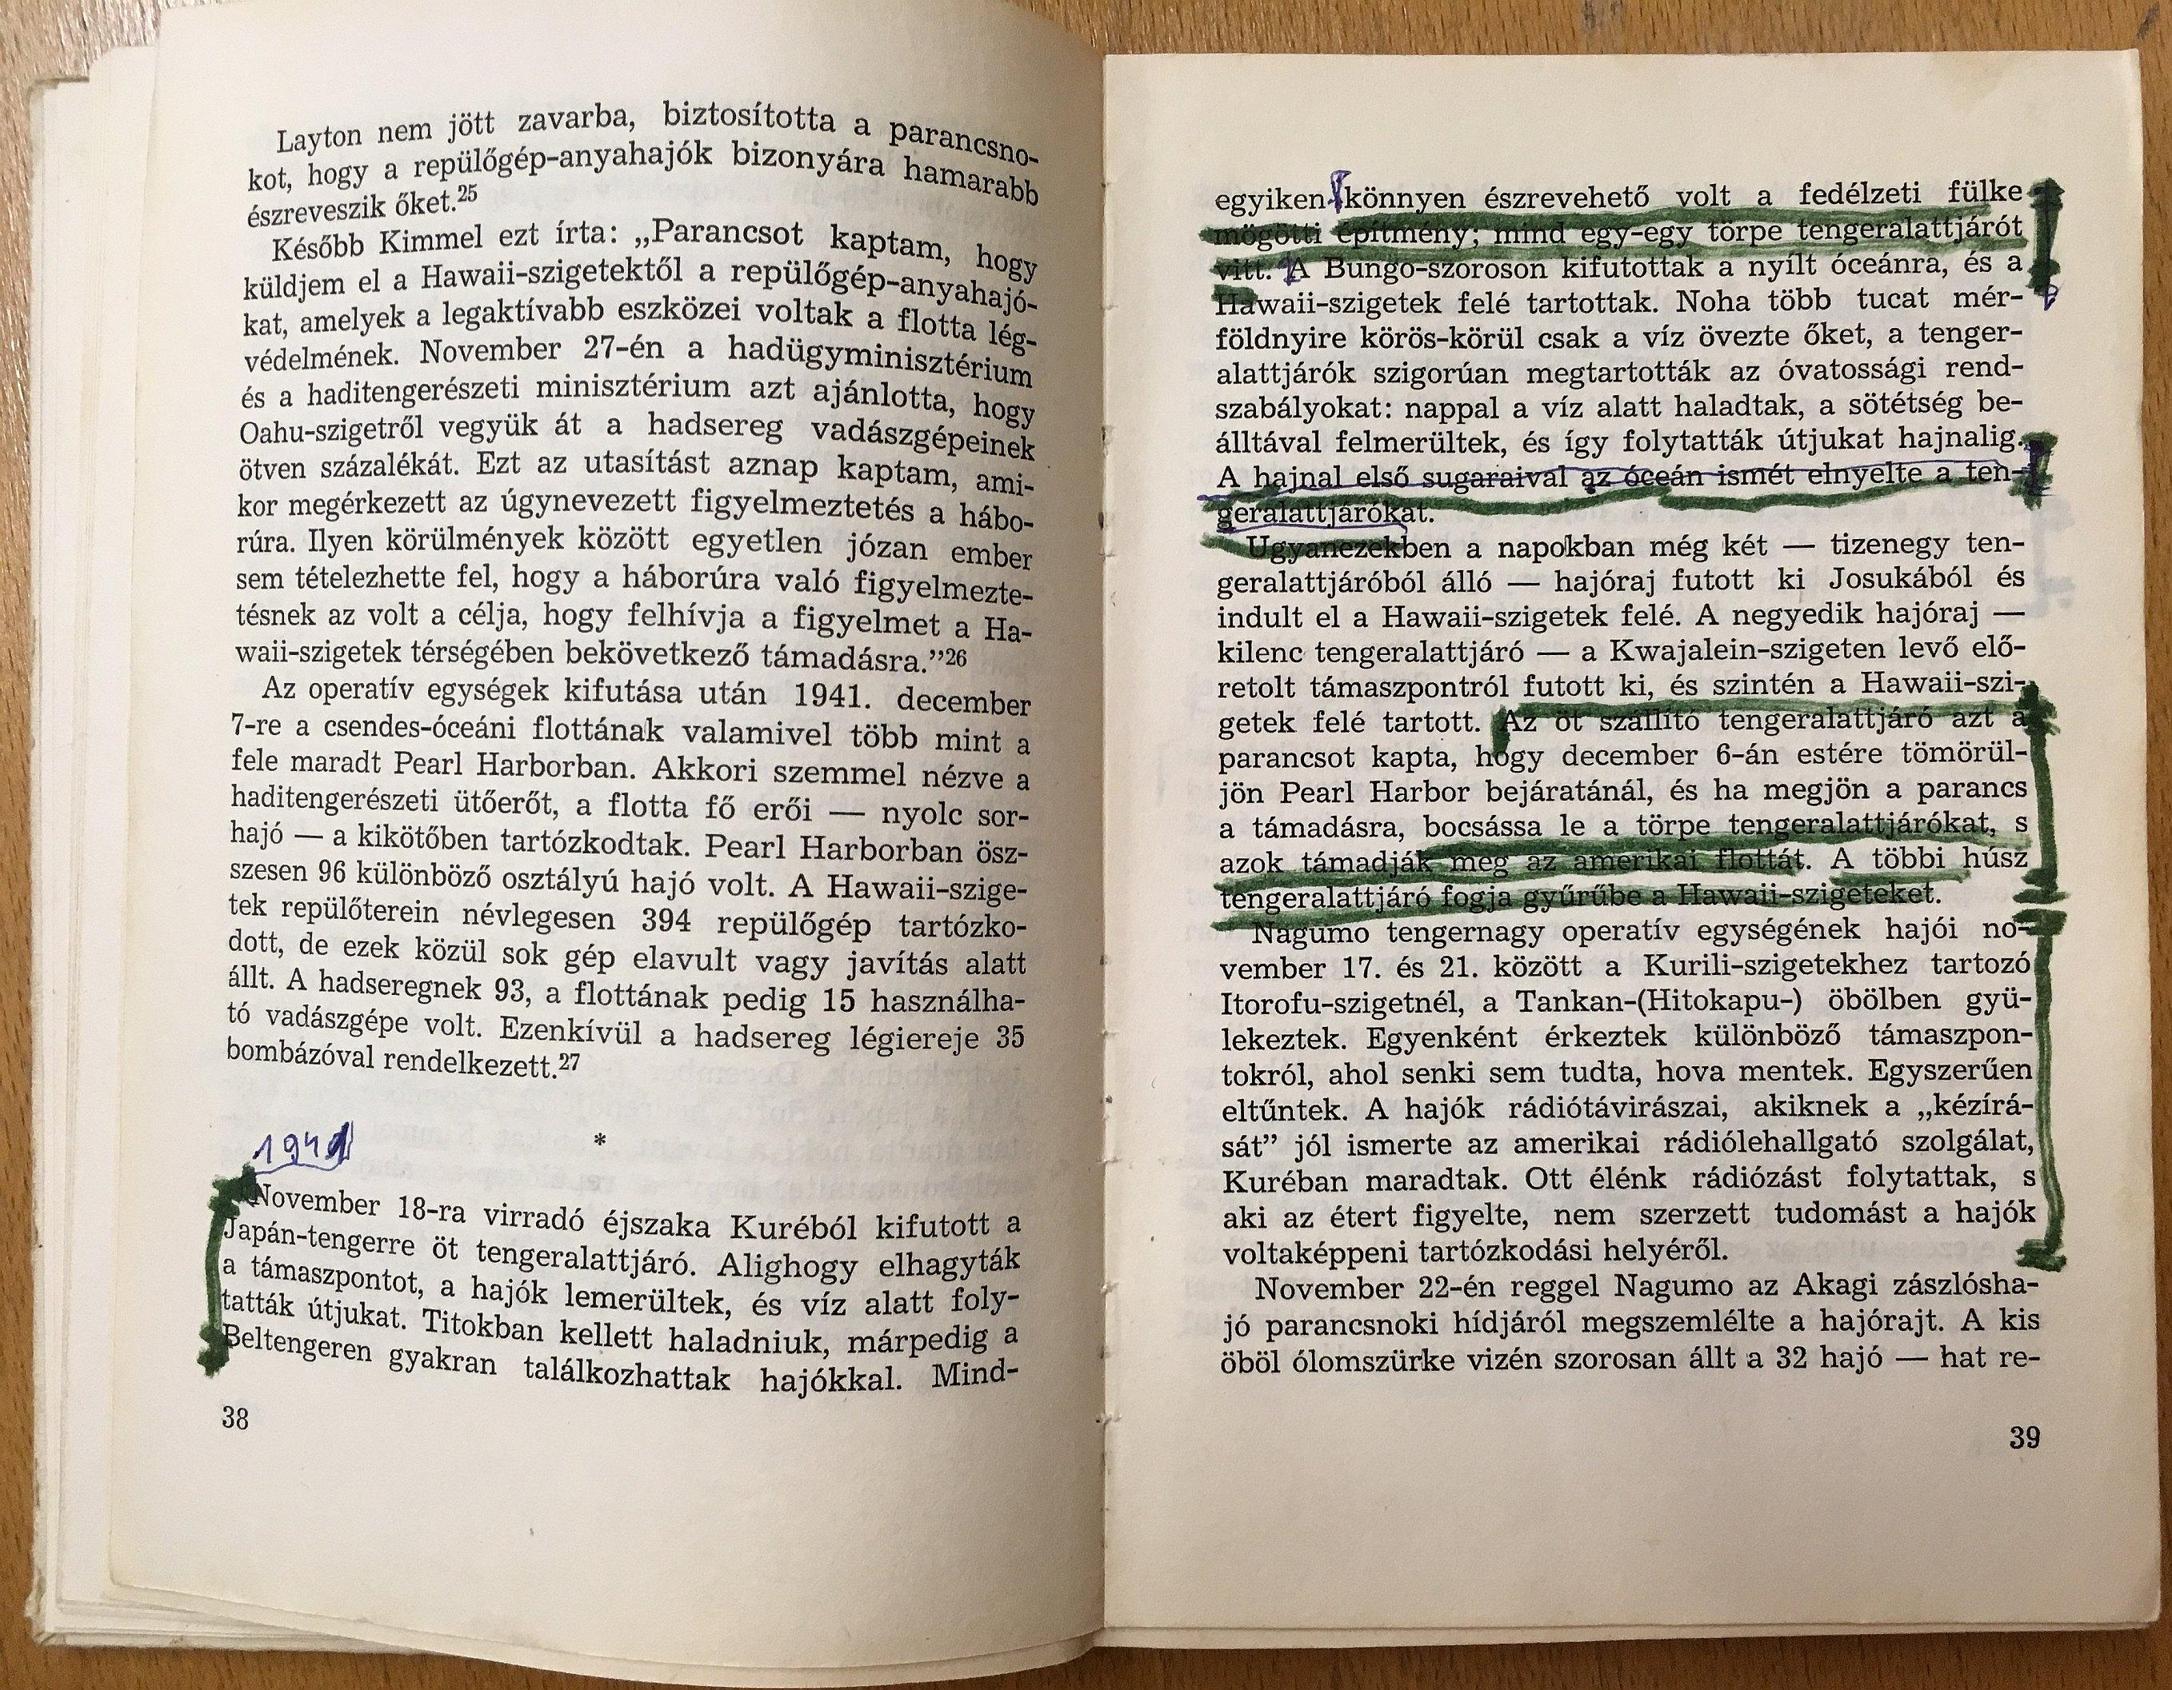 Layton nem jött zavarba, biztosította a parancsno-
kot, hogy a repülőgép-anyahajók bizonyára hamarabb
észreveszik őket.25
Később Kimmel ezt írta: „Parancsot kaptam, hogy
küldjem el a Hawaii-szigetektől a repülőgép-anyahajó-
kat, amelyek a legaktívabb eszközei voltak a flotta lég-
védelmének. November 27-én a hadügyminisztérium
és a haditengerészeti minisztérium azt ajánlotta, hogy
Oahu-szigetről vegyük át a hadsereg vadászgépeinek
ötven százalékát. Ezt az utasítást aznap kaptam, ami-
kor megérkezett az úgynevezett figyelmeztetés a hábo-
rúra. Ilyen körülmények között egyetlen józan ember
sem tételezhette fel, hogy a háborúra való figyelmezte-
tésnek az volt a célja, hogy felhívja a figyelmet a Ha-
waii-szigetek térségében bekövetkező támadásra.”26
Az operatív egységek kifutása után 1941. december
7-re a csendes-óceáni flottának valamivel több mint a
fele maradt Pearl Harborban. Akkori szemmel nézve a
haditengerészeti ütőerőt, a flotta fő erői — nyolc sor-
hajó — a kikötőben tartózkodtak. Pearl Harborban ösz-
szesen 96 különböző osztályú hajó volt. A Hawaii-szige-
tek repülőterein névlegesen 394 repülőgép tartózko-
dott, de ezek közül sok gép elavult vagy javítás alatt
állt. A hadseregnek 93, a flottának pedig 15 használha-
tó vadászgépe volt. Ezenkívül a hadsereg légiereje 35
bombázóval rendelkezett.27
*
1941
November 18-ra virradó éjszaka Kuréból kifutott a
Japán-tengerre öt tengeralattjáró. Alighogy elhagyták
a támaszpontot, a hajók lemerültek, és víz alatt foly-
tatták útjukat. Titokban kellett haladniuk, márpedig a
Beltengeren gyakran találkozhattak hajókkal. Mind-
38
egyiken könnyen észrevehető volt a fedélzeti fülke
mögötti építmény; mind egy-egy törpe tengeralattjárót
vitt. A Bungo-szoroson kifutottak a nyílt óceánra, és a
Hawaii-szigetek felé tartottak. Noha több tucat mér-
földnyire körös-körül csak a víz övezte őket, a tenger-
alattjárók szigorúan megtartották az óvatossági rend-
szabályokat: nappal a víz alatt haladtak, a sötétség be-
álltával felmerültek, és így folytatták útjukat hajnalig.
A hajnal első sugaraival az óceán ismét elnyelte a ten-
geralattjárókat.
Ugyanezekben a napokban még két — tizenegy ten-
geralattjáróból álló — hajóraj futott ki Josukából és
indult el a Hawaii-szigetek felé. A negyedik hajóraj —
kilenc tengeralattjáró — a Kwajalein-szigeten levő elő-
retolt támaszpontról futott ki, és szintén a Hawaii-szi-
getek felé tartott. Az öt szállító tengeralattjáró azt a
parancsot kapta, hogy december 6-án estére tömörül-
jön Pearl Harbor bejáratánál, és ha megjön a parancs
a támadásra, bocsássa le a törpe tengeralattjárókat, s
azok támadják meg az amerikai flottát. A többi húsz
tengeralattjáró fogja gyűrűbe a Hawaii-szigeteket.
Nagumo tengernagy operatív egységének hajói no-
vember 17. és 21. között a Kurili-szigetekhez tartozó
Itorofu-szigetnél, a Tankan-(Hitokapu-) öbölben gyü-
lekeztek. Egyenként érkeztek különböző támaszpon-
tokról, ahol senki sem tudta, hova mentek. Egyszerűen
eltűntek. A hajók rádiótávirászai, akiknek a „kézírá-
sát” jól ismerte az amerikai rádiólehallgató szolgálat,
Kuréban maradtak. Ott élénk rádiózást folytattak, s
aki az étert figyelte, nem szerzett tudomást a hajók
voltaképpeni tartózkodási helyéről.
November 22-én reggel Nagumo az Akagi zászlósha-
jó parancsnoki hídjáról megszemlélte a hajórajt. A kis
öböl ólomszürke vizén szorosan állt a 32 hajó — hat re-
39